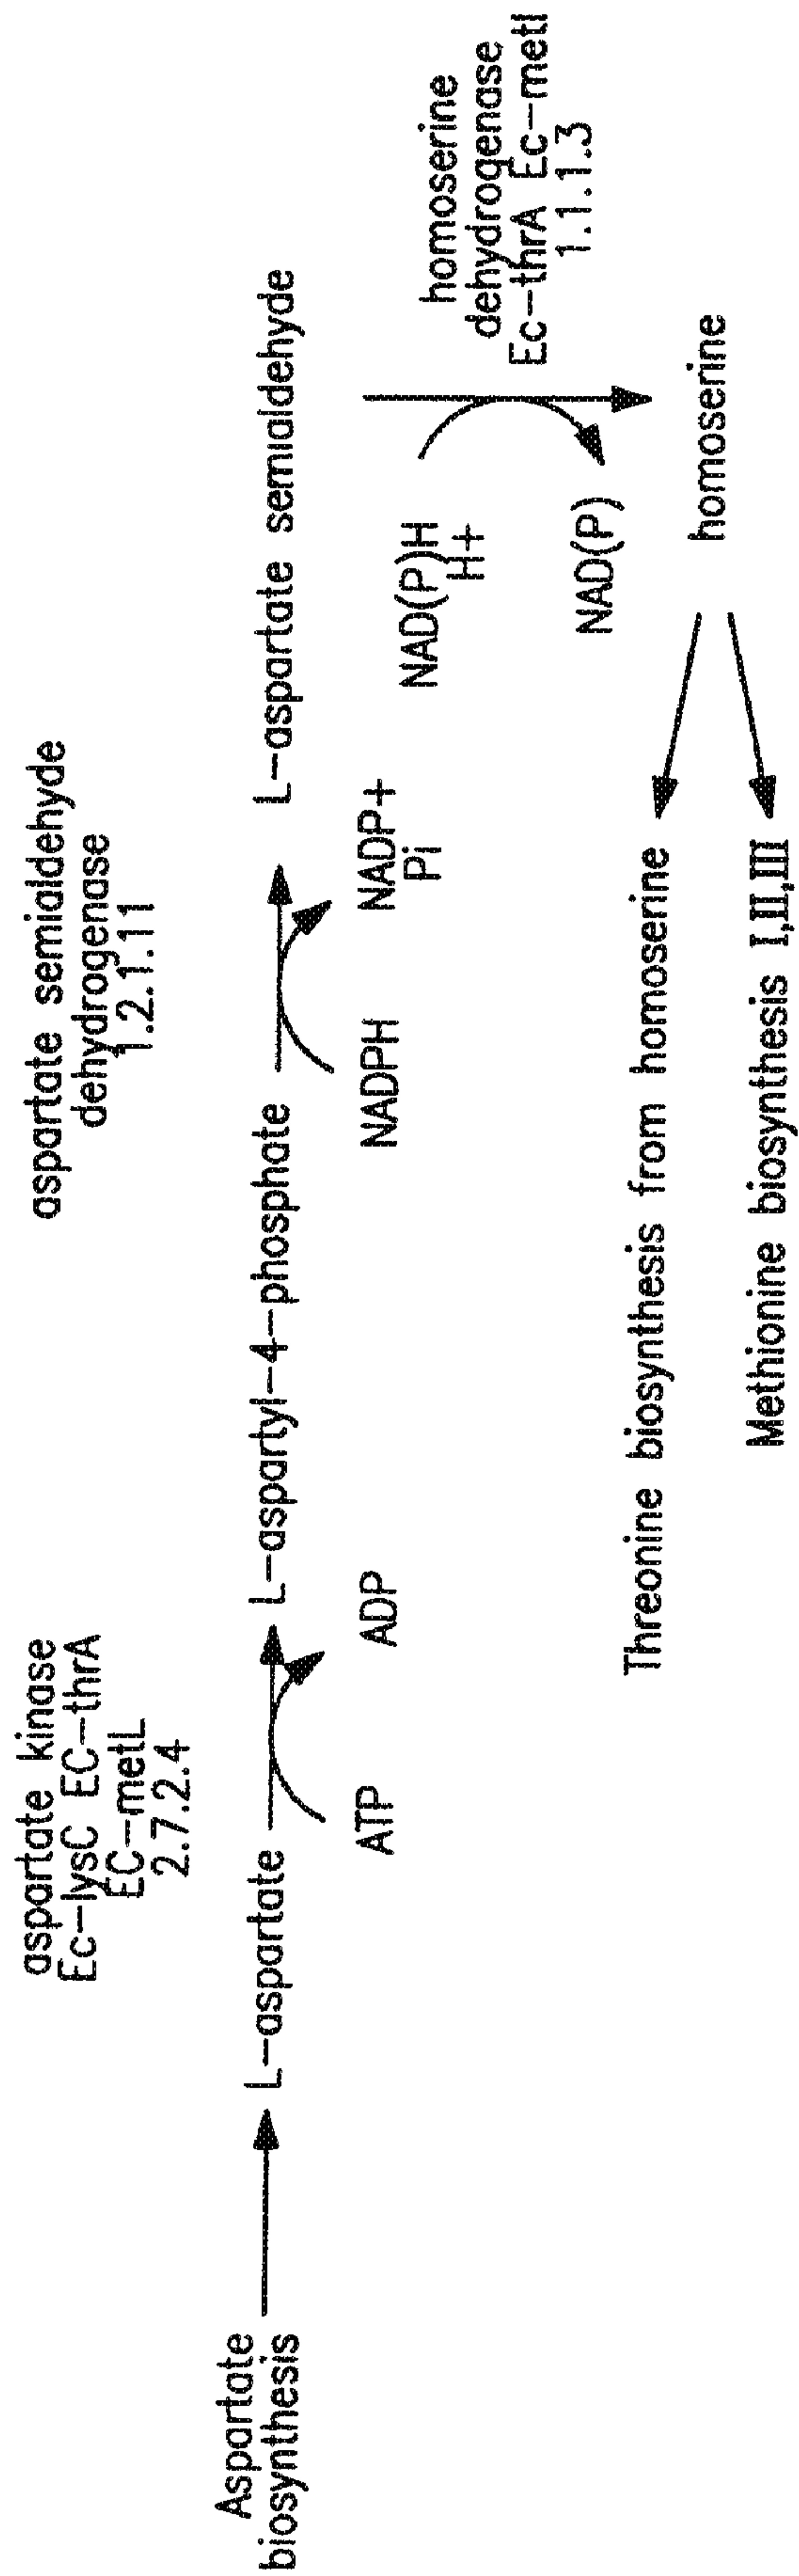 aspartate kinase
Ec-lysC EC-thrA
EC-metL
2.7.2.4
aspartate semialdehyde
dehydrogenase
1.2.1.11
Aspartate
biosynthesis
L-aspartate
L-aspartyl-4-phosphate
L-aspartate semialdehyde
ATP
ADP
NADPH
NADP+
Pi
NAD(P)H
H+
NAD(P)
homoserine
dehydrogenase
Ec-thrA Ec-metl
1.1.1.3
homoserine
Threonine biosynthesis from homoserine
Methionine biosynthesis I,II,III